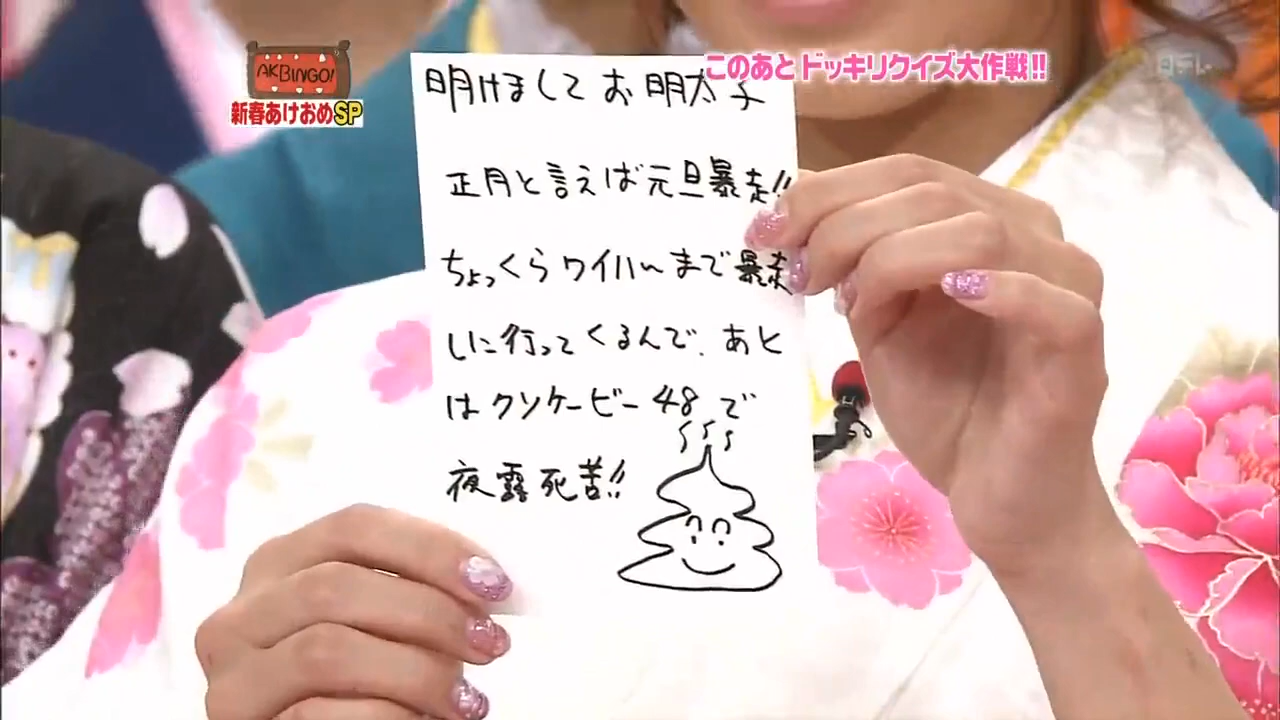 AKBINGO!
新春あけおめSP
このあと ドッキリクイズ大作戦!!
日テレ
明けましてお明太子
正月と言えば元旦暴走!!
ちょっくらワイハ〜まで暴走
しに行ってくるんで、あと
はクソケービー48で
夜露死苦!!